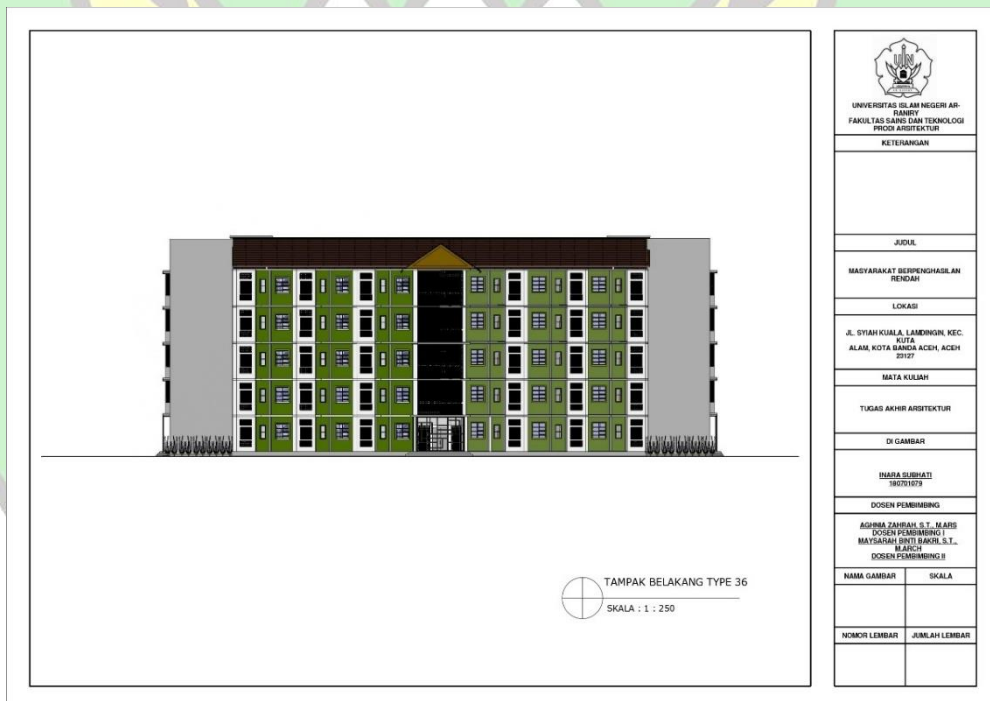 TAMPAK BELAKANG TYPE 36
SKALA : 1 : 250
UIN
UNIVERSITAS ISLAM NEGERI AR-
RANIRY
FAKULTAS SAINS DAN TEKNOLOGI
PRODI ARSITEKTUR
KETERANGAN
JUDUL
MASYARAKAT BERPENGHASILAN
RENDAH
LOKASI
JL. SYIAH KUALA, LAMDINGIN, KEC.
KUTA
ALAM, KOTA BANDA ACEH, ACEH
23127
MATA KULIAH
TUGAS AKHIR ARSITEKTUR
DI GAMBAR
INARA SUBHATI
180701079
DOSEN PEMBIMBING
AGHNIA ZAHRAH, S.T., M.ARS
DOSEN PEMBIMBING I
MAYSARAH BINTI BAKRI, S.T.,
M.ARCH
DOSEN PEMBIMBING II
NAMA GAMBAR
SKALA
NOMOR LEMBAR
JUMLAH LEMBAR